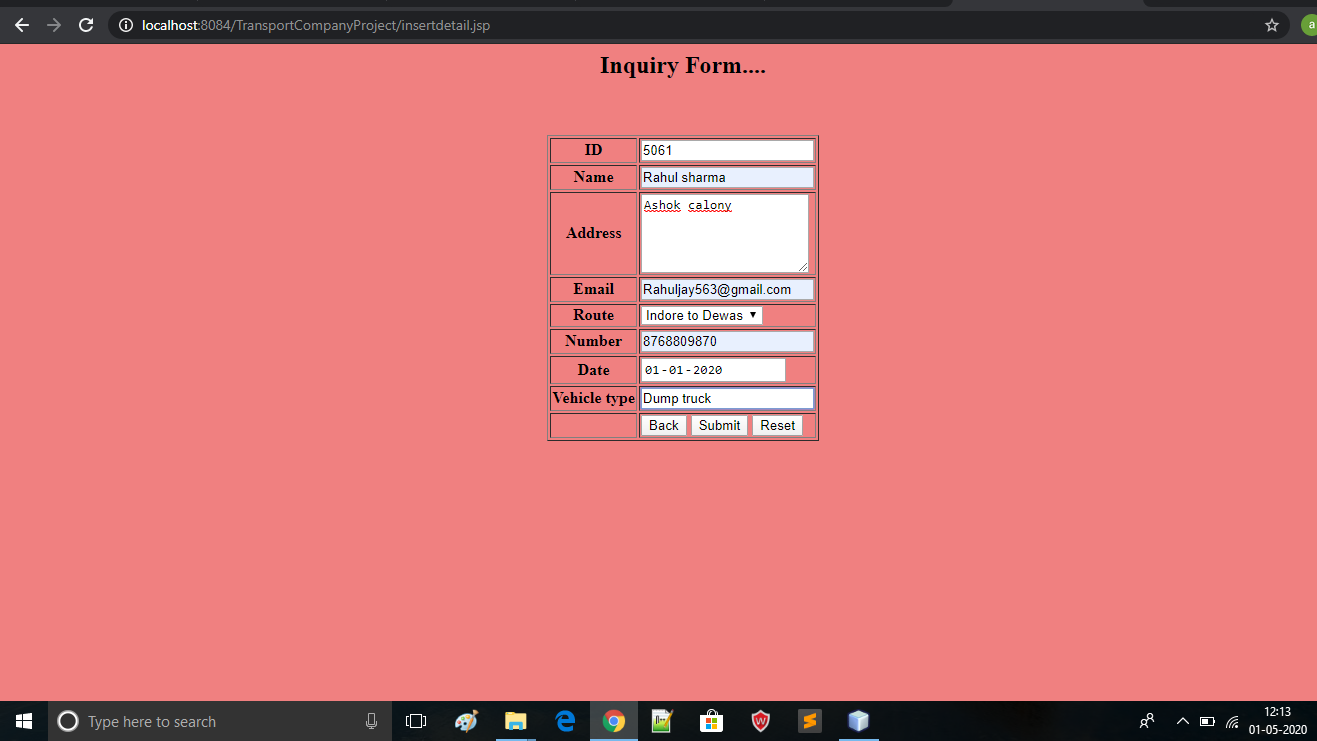 localhost:8084/TransportCompanyProject/insertdetail.jsp
a
Inquiry Form....
ID 5061
Name Rahul sharma
Address Ashok calony
Email Rahuljay563@gmail.com
Route Indore to Dewas
Number 8768809870
Date 01-01-2020
Vehicle type Dump truck
Back Submit Reset
Type here to search
12:13
01-05-2020